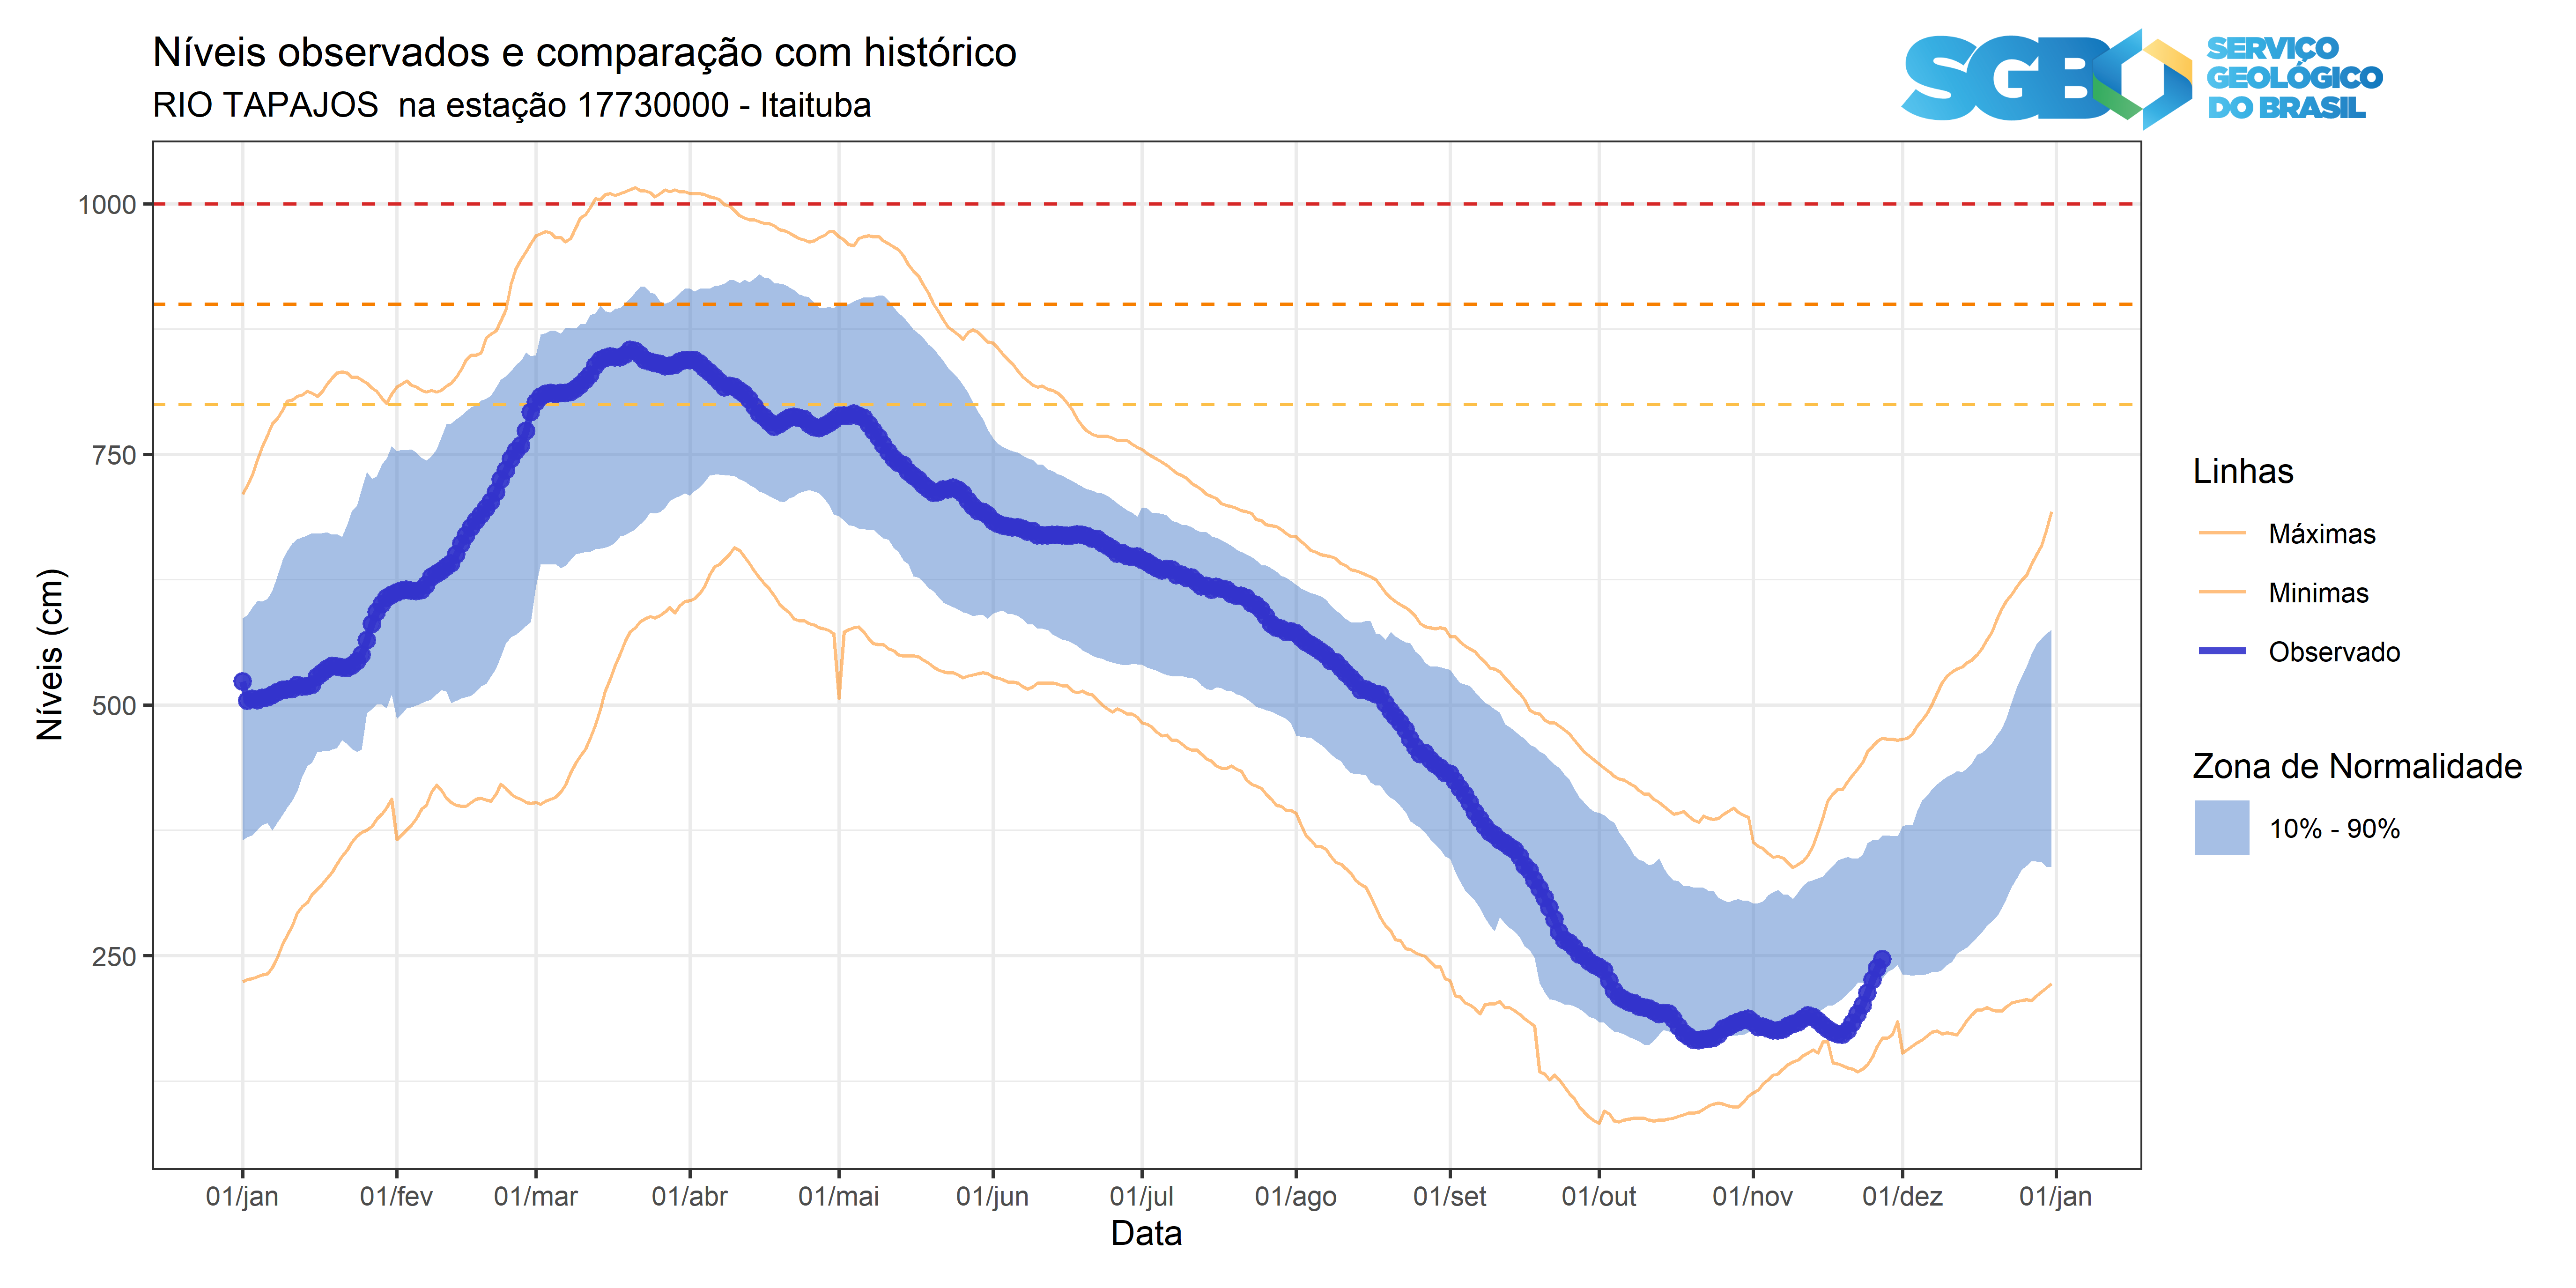 Níveis observados e comparação com histórico
RIO TAPAJOS  na estação 17730000 - Itaituba
SGB
SERVIÇO
GEOLÓGICO
DO BRASIL
1000
750
500
250
Níveis (cm)
01/jan
01/fev
01/mar
01/abr
01/mai
01/jun
01/jul
01/ago
01/set
01/out
01/nov
01/dez
01/jan
Data
Linhas
Máximas
Minimas
Observado
Zona de Normalidade
10% - 90%